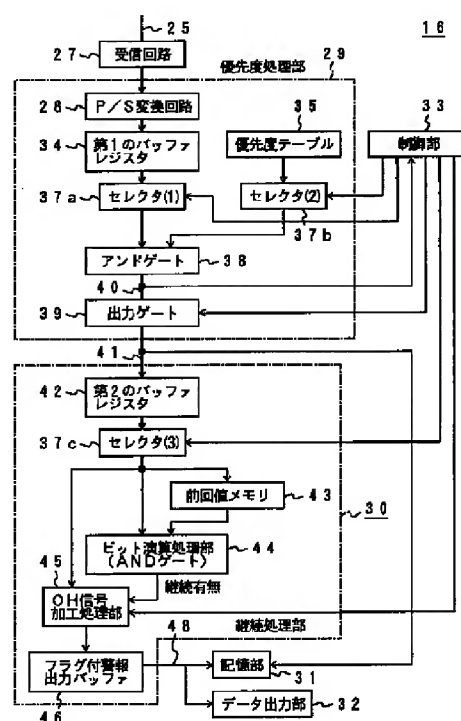 25
16
27
受信回路
優先度処理部
29
28
P/S変換回路
35
33
34
第1のバッファ
レジスタ
優先度テーブル
制御部
37a
セレクタ(1)
セレクタ(2)
37b
アンドゲート
38
40
39
出力ゲート
41
42
第2のバッファ
レジスタ
37c
セレクタ(3)
前回値メモリ
43
30
45
ビット演算処理部
(ANDゲート)
44
継続有無
OH信号
加工処理部
48
継続処理部
フラグ付警報
出力バッファ
記憶部
31
46
データ出力部
32